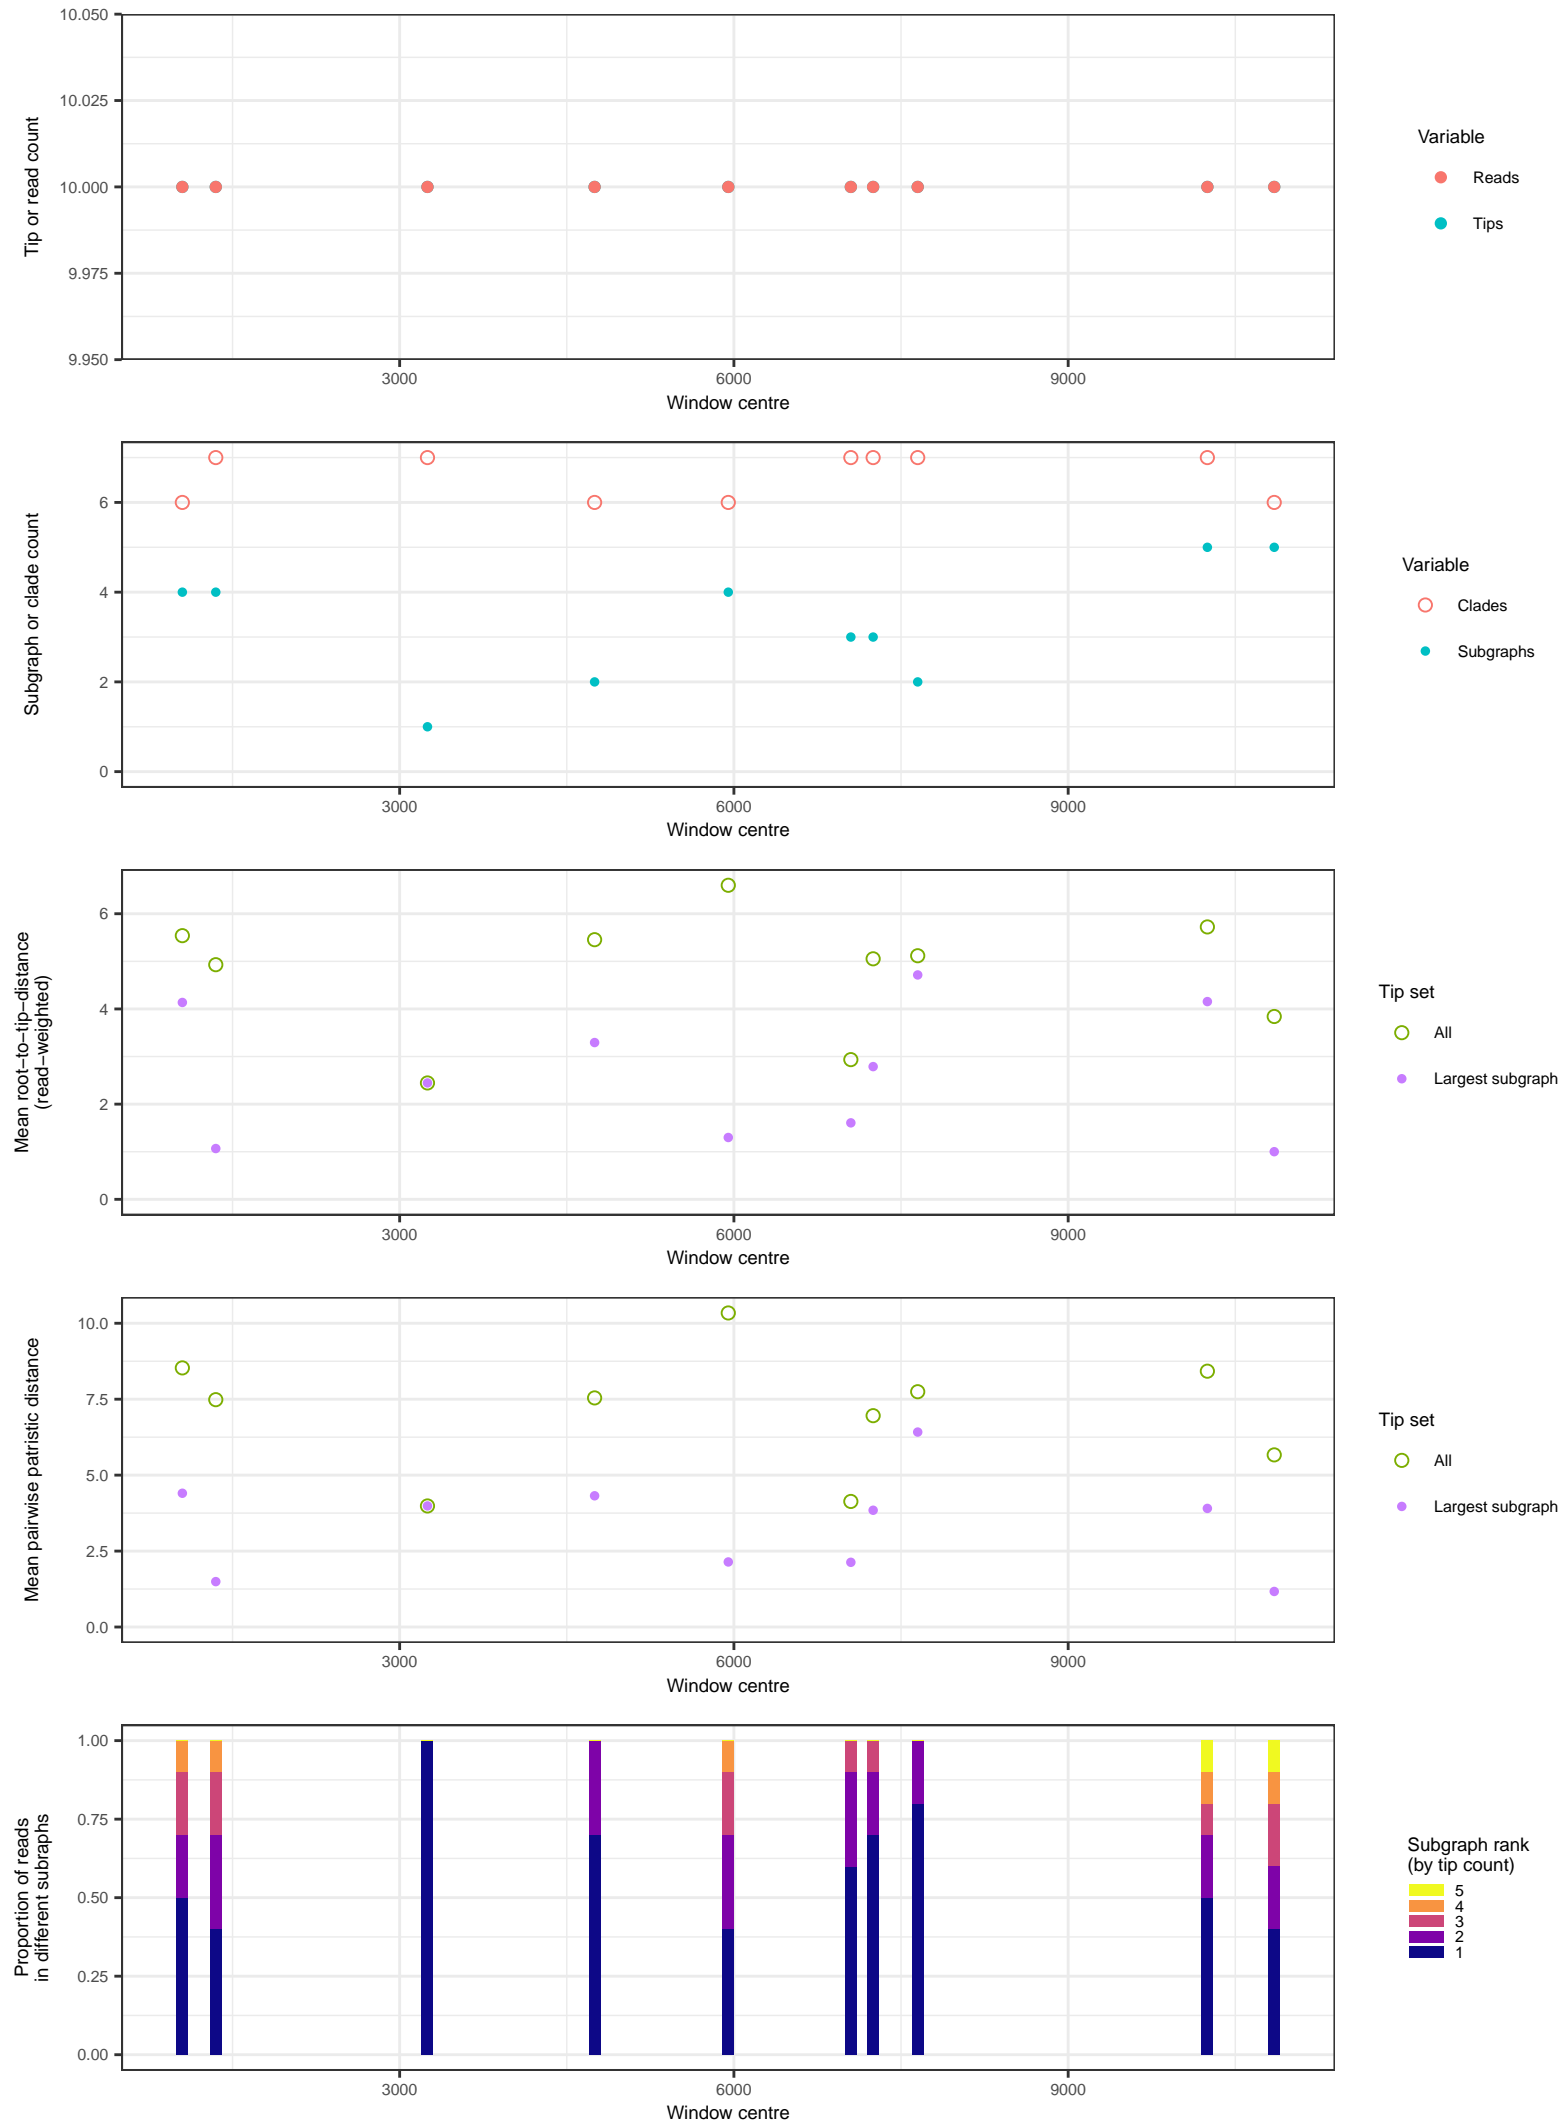 10.050
10.025
10.000
9.975
9.950
Tip or read count
3000 6000 9000
Window centre
Variable
Reads
Tips
6
4
2
0
Subgraph or clade count
3000 6000 9000
Window centre
Variable
Clades
Subgraphs
6
4
2
0
Mean root−to−tip−distance
(read−weighted)
3000 6000 9000
Window centre
Tip set
All
Largest subgraph
10.0
7.5
5.0
2.5
0.0
Mean pairwise patristic distance
3000 6000 9000
Window centre
Tip set
All
Largest subgraph
1.00
0.75
0.50
0.25
0.00
Proportion of reads
in different subraphs
3000 6000 9000
Window centre
Subgraph rank
(by tip count)
5
4
3
2
1